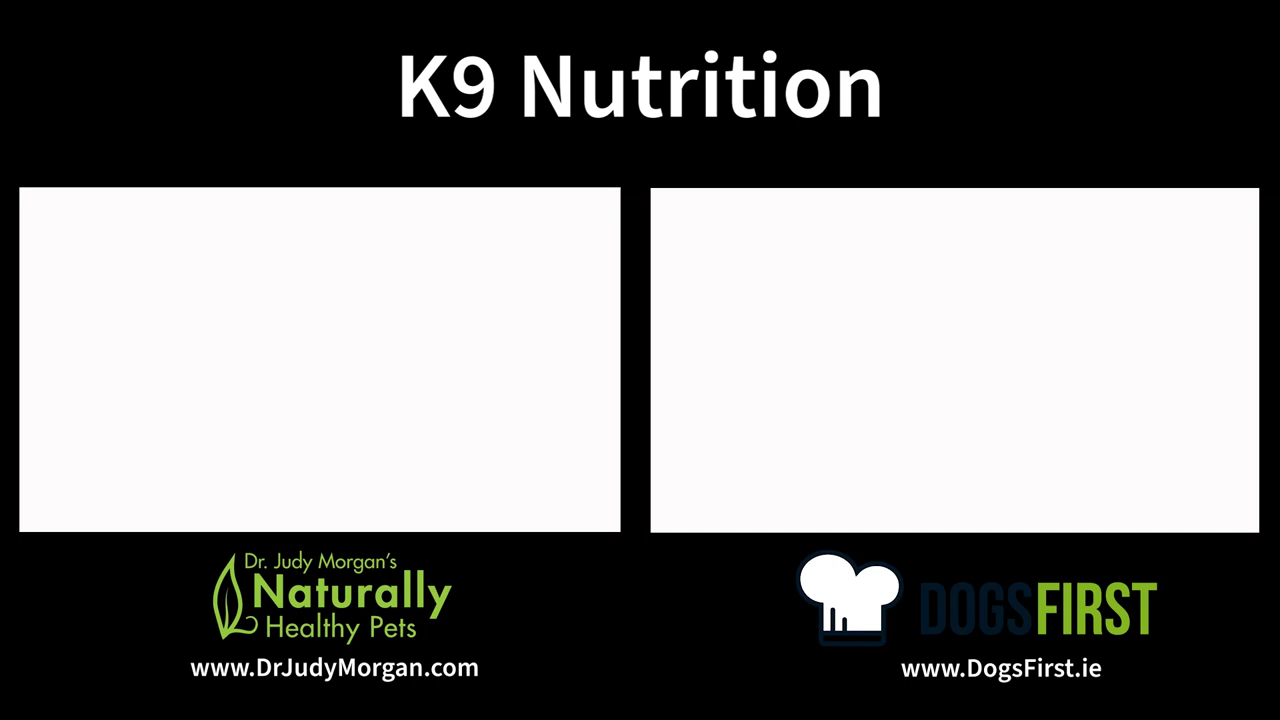 K9 Nutrition
Dr. Judy Morgan's
Naturally
Healthy Pets
www.DrJudyMorgan.com
DOGSFIRST
www.DogsFirst.ie